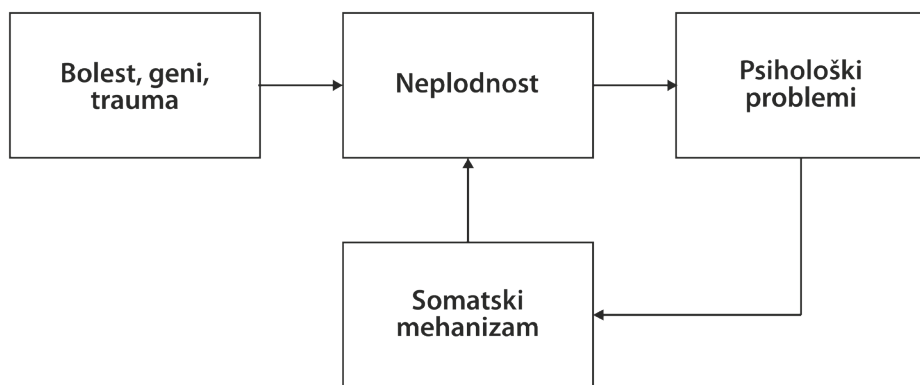 Bolest, geni,
trauma
Neplodnost
Psihološki
problemi
Somatski
mehanizam